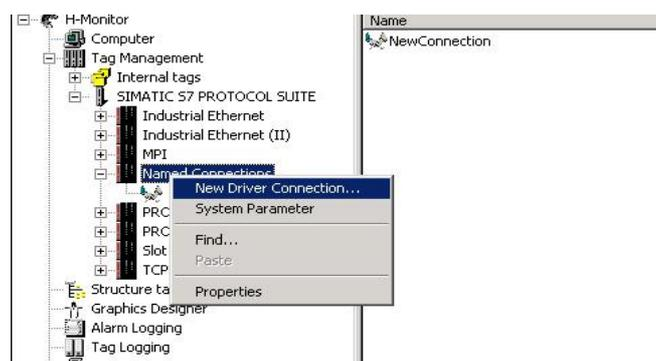 H-Monitor
Computer
Tag Management
Internal tags
SIMATIC S7 PROTOCOL SUITE
Industrial Ethernet
Industrial Ethernet (II)
MPI
Named Connections
PRO
PRO
Slot
TCP
Structure ta
Graphics Designer
Alarm Logging
Tag Logging
New Driver Connection...
System Parameter
Find...
Paste
Properties
Name
NewConnection